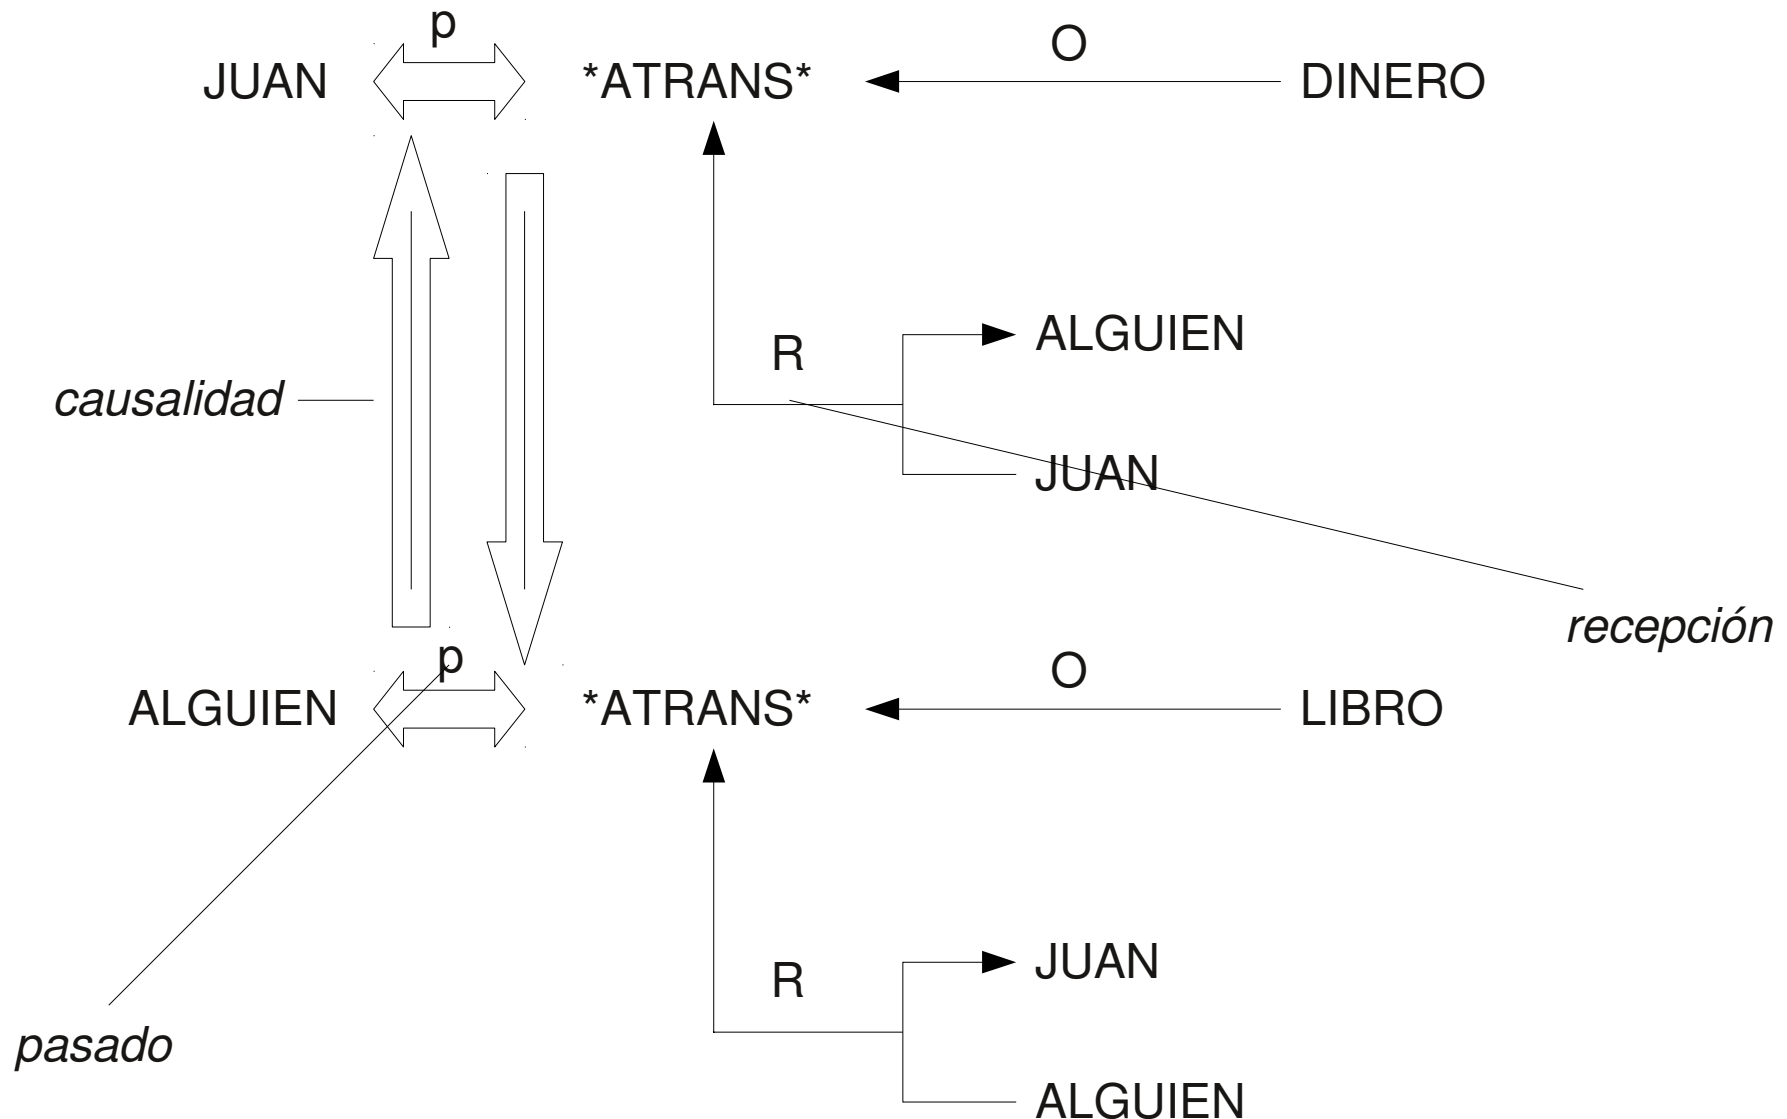 p
O
JUAN
*ATRANS*
DINERO
ALGUIEN
R
causalidad
JUAN
recepción
p
O
ALGUIEN
*ATRANS*
LIBRO
JUAN
R
pasado
ALGUIEN